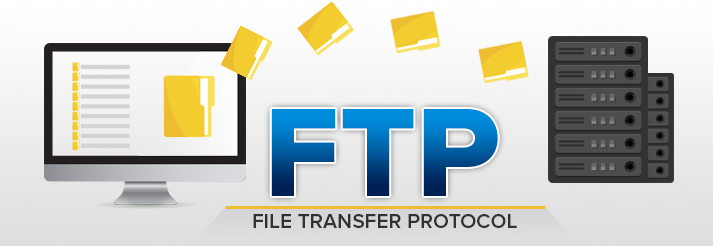 FTP
FILE TRANSFER PROTOCOL